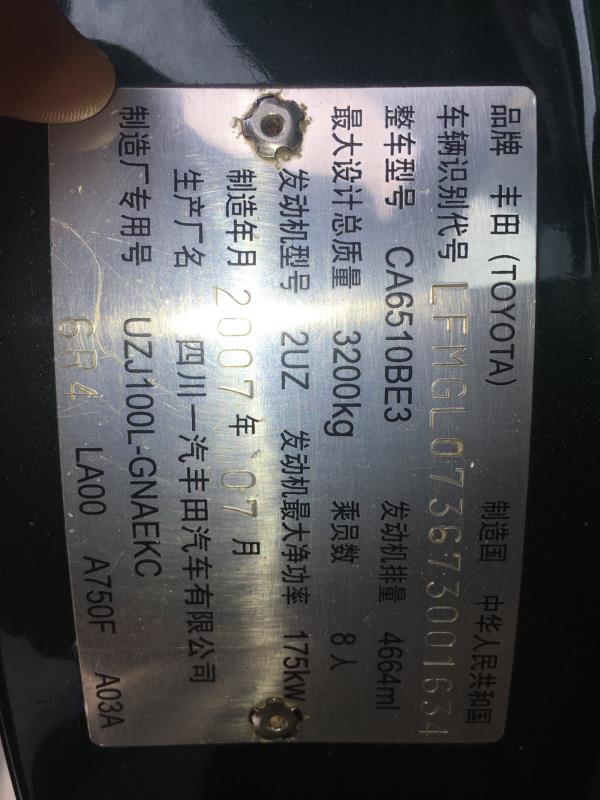 品牌 丰田 (TOYOTA) 制造国 中华人民共和国
车辆识别代号 LFMGL073673001634
整车型号 CA6510BE3 发动机排量 4664ml
最大设计总质量 3200kg 乘员数 8人
发动机型号 2UZ 发动机最大净功率 175kw
制造年月 2007年07月
生产厂名 四川一汽丰田汽车有限公司
制造厂专用号 UZJ100L-GNAEKC
6R4 LA00 A750F A03A